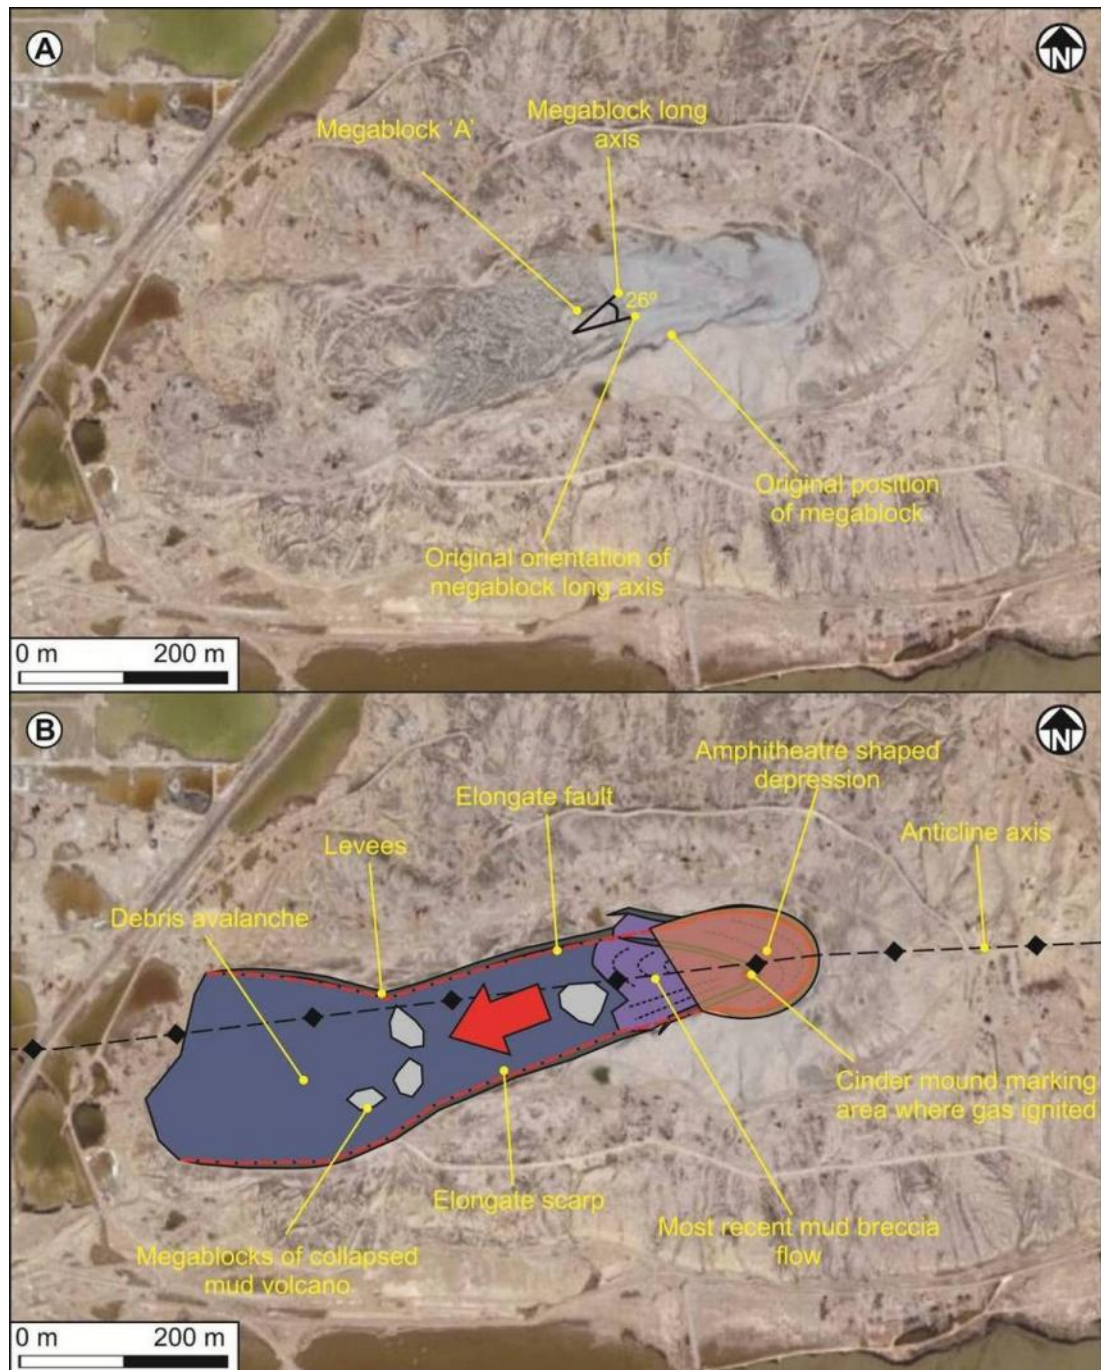 A
N
Megablock 'A'
Megablock long
axis
26º
Original position
of megablock
Original orientation of
megablock long axis
0 m 200 m
B
N
Amphitheatre shaped
depression
Elongate fault
Anticline axis
Levees
Debris avalanche
Cinder mound marking
area where gas ignited
Elongate scarp
Most recent mud breccia
flow
Megablocks of collapsed
mud volcano
0 m 200 m